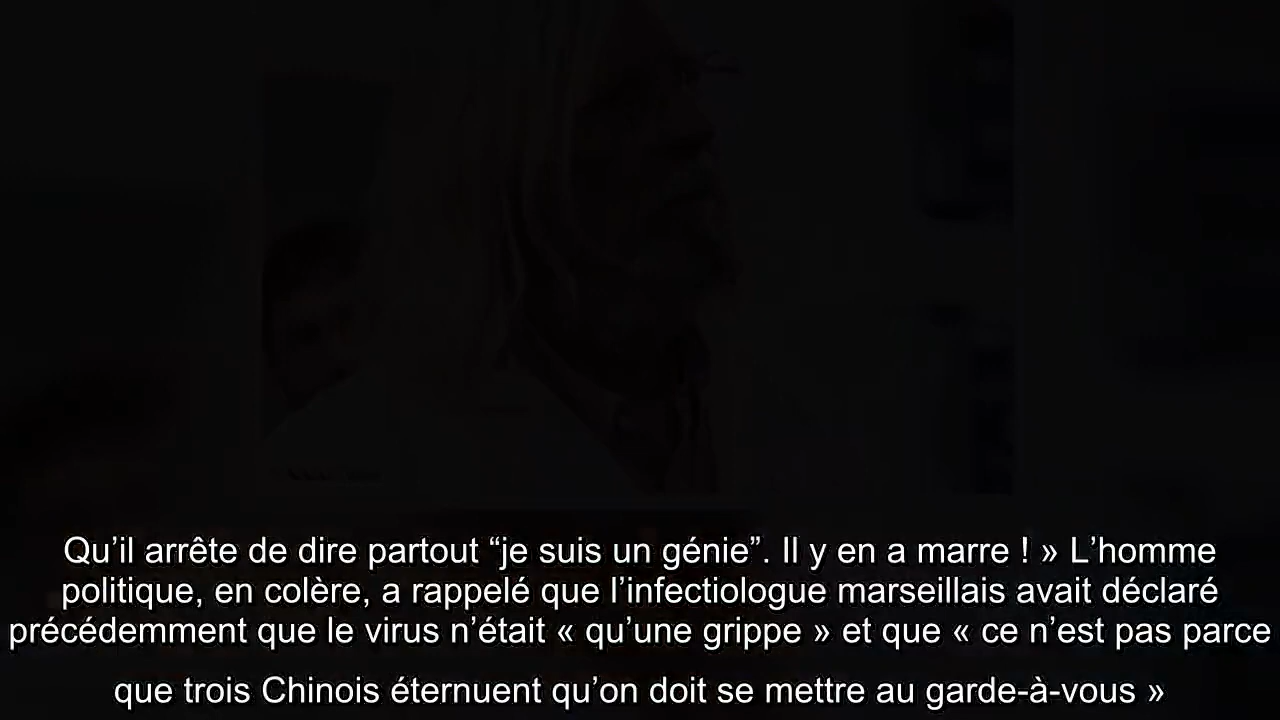 Qu’il arrête de dire partout “je suis un génie”. Il y en a marre ! » L’homme
politique, en colère, a rappelé que l’infectiologue marseillais avait déclaré
précédemment que le virus n’était « qu’une grippe » et que « ce n’est pas parce
que trois Chinois éternuent qu’on doit se mettre au garde-à-vous »